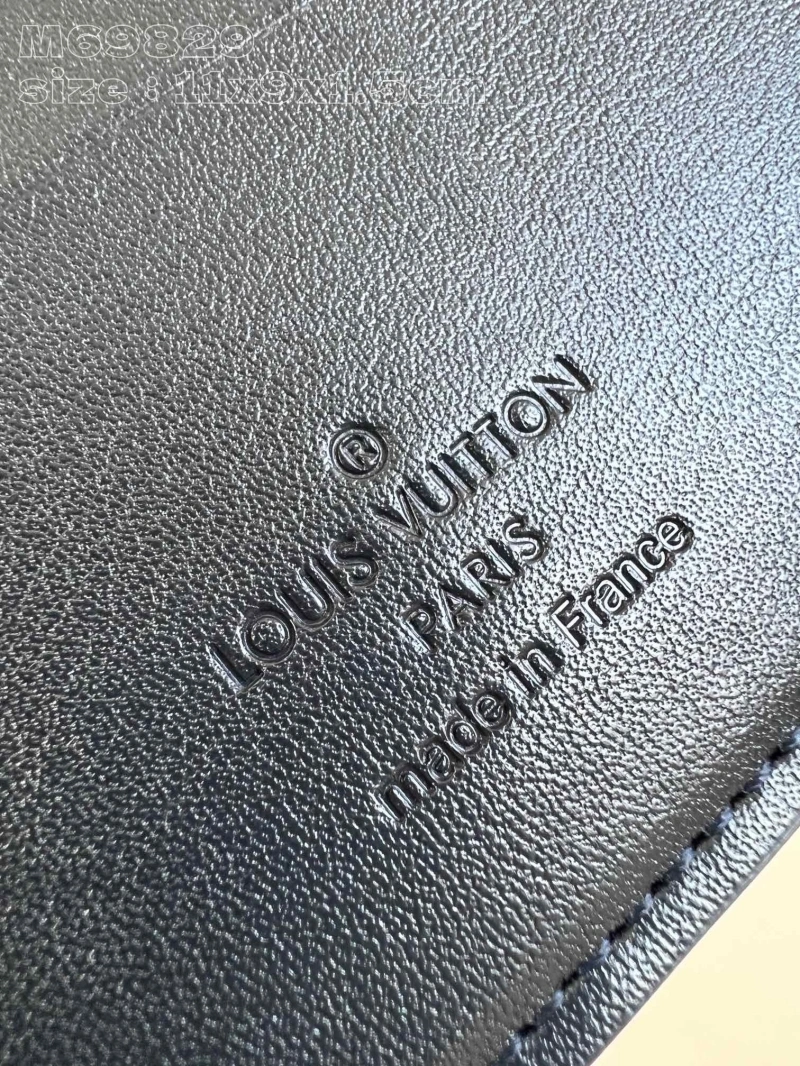 M69829
size : 11x9x1.5cm
®
LOUIS VUITTON
PARIS
made in France